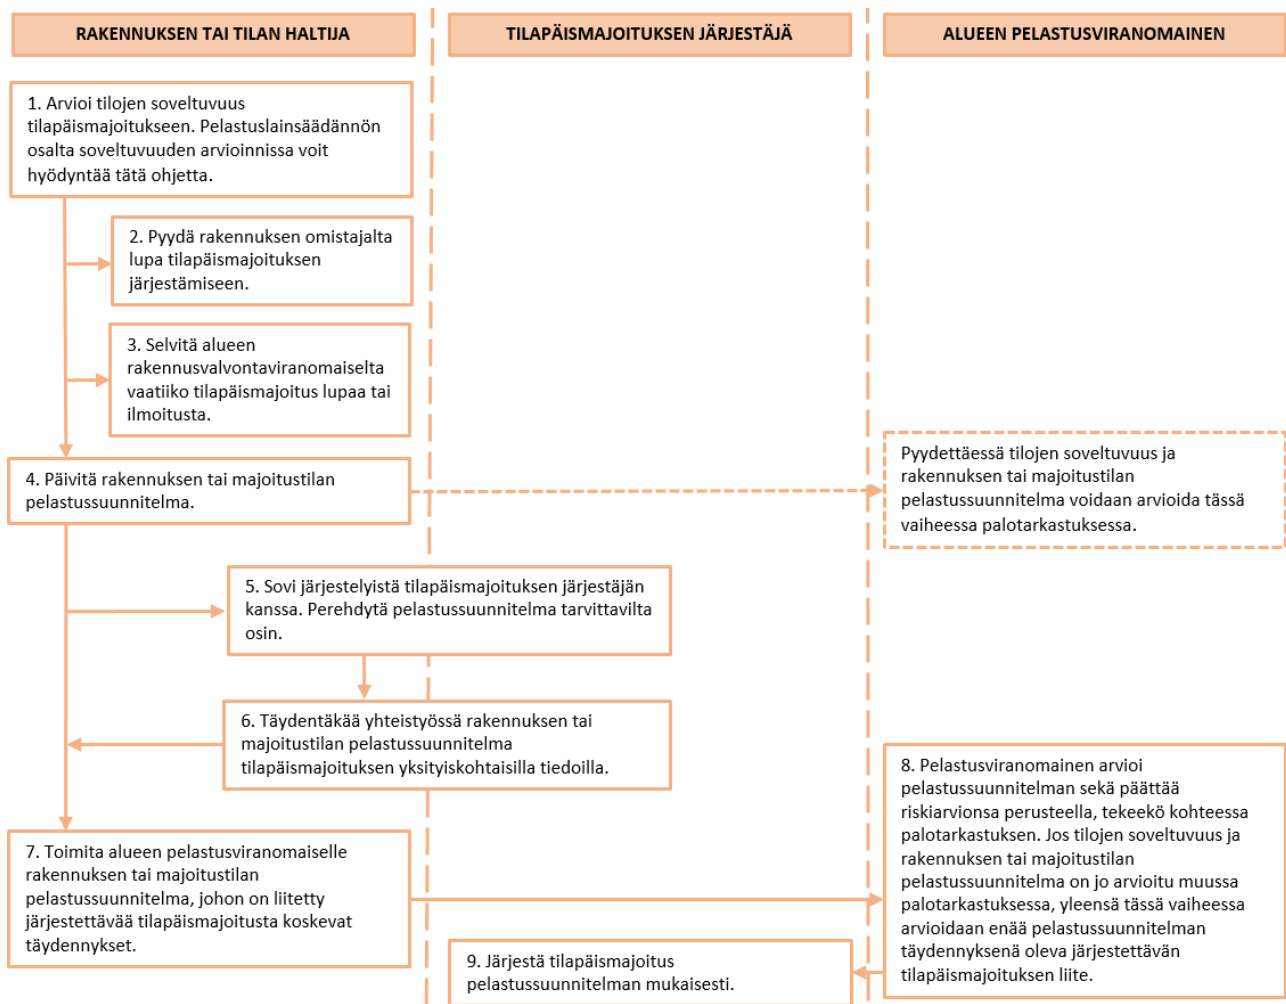 RAKENNUKSEN TAI TILAN HALTIJA
TILAPÄISMAJOITUKSEN JÄRJESTÄJÄ
ALUEEN PELASTUSVIRANOMAINEN
1. Arvioi tilojen soveltuvuus
tilapäismajoitukseen. Pelastuslainsäädännön
osalta soveltuvuuden arvioinnissa voit
hyödyntää tätä ohjetta.
2. Pyydä rakennuksen omistajalta
lupa tilapäismajoituksen
järjestämiseen.
3. Selvitä alueen
rakennusvalvontaviranomaiselta
vaatiiko tilapäismajoitus lupaa tai
ilmoitusta.
4. Päivitä rakennuksen tai majoitustilan
pelastussuunnitelma.
Pyydettäessä tilojen soveltuvuus ja
rakennuksen tai majoitustilan
pelastussuunnitelma voidaan arvioida tässä
vaiheessa palotarkastuksessa.
5. Sovi järjestelyistä tilapäismajoituksen järjestäjän
kanssa. Perehdytä pelastussuunnitelma tarvittavilta
osin.
6. Täydentäkää yhteistyössä rakennuksen tai
majoitustilan pelastussuunnitelma
tilapäismajoituksen yksityiskohtaisilla tiedoilla.
7. Toimita alueen pelastusviranomaiselle
rakennuksen tai majoitustilan
pelastussuunnitelma, johon on liitetty
järjestettävää tilapäismajoitusta koskevat
täydennykset.
8. Pelastusviranomainen arvioi
pelastussuunnitelman sekä päättää
riskiarvionsa perusteella, tekeekö kohteessa
palotarkastuksen. Jos tilojen soveltuvuus ja
rakennuksen tai majoitustilan
pelastussuunnitelma on jo arvioitu muussa
palotarkastuksessa, yleensä tässä vaiheessa
arvioidaan enää pelastussuunnitelman
täydennyksenä oleva järjestettävän
tilapäismajoituksen liite.
9. Järjestä tilapäismajoitus
pelastussuunnitelman mukaisesti.